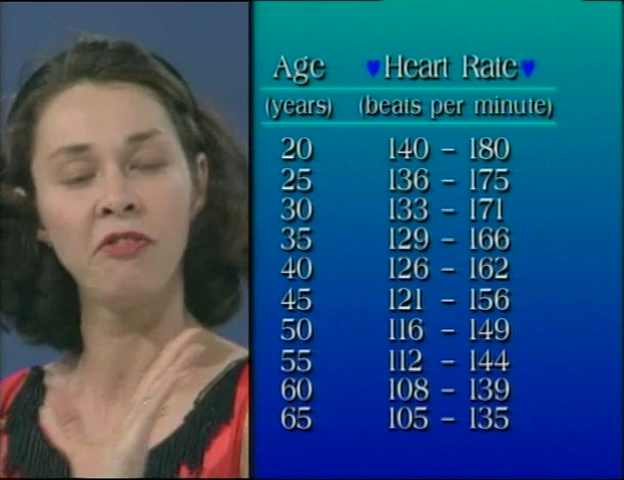 Age ♥Heart Rate♥
(years) (beats per minute)
20 140 – 180
25 136 – 175
30 133 – 171
35 129 – 166
40 126 – 162
45 121 – 156
50 116 – 149
55 112 – 144
60 108 – 139
65 105 – 135